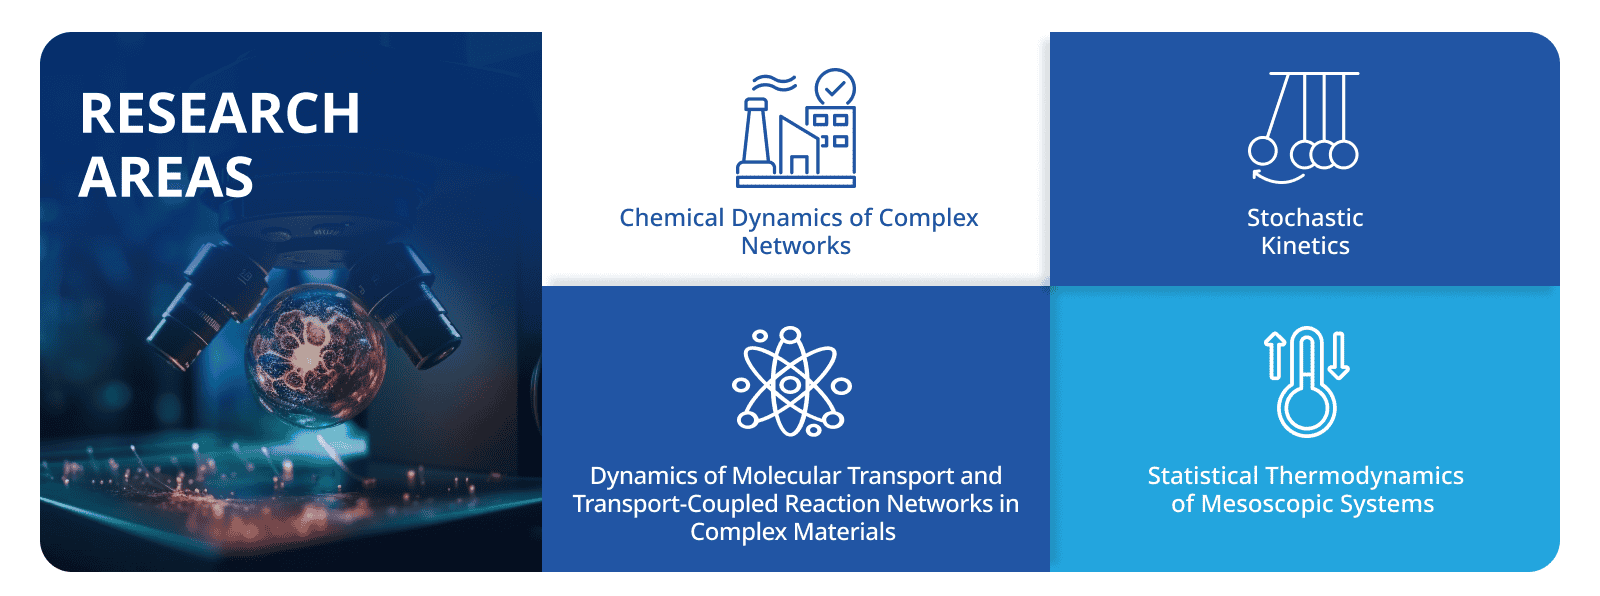 RESEARCH
AREAS
Chemical Dynamics of Complex
Networks
Stochastic
Kinetics
Dynamics of Molecular Transport and
Transport-Coupled Reaction Networks in
Complex Materials
Statistical Thermodynamics
of Mesoscopic Systems